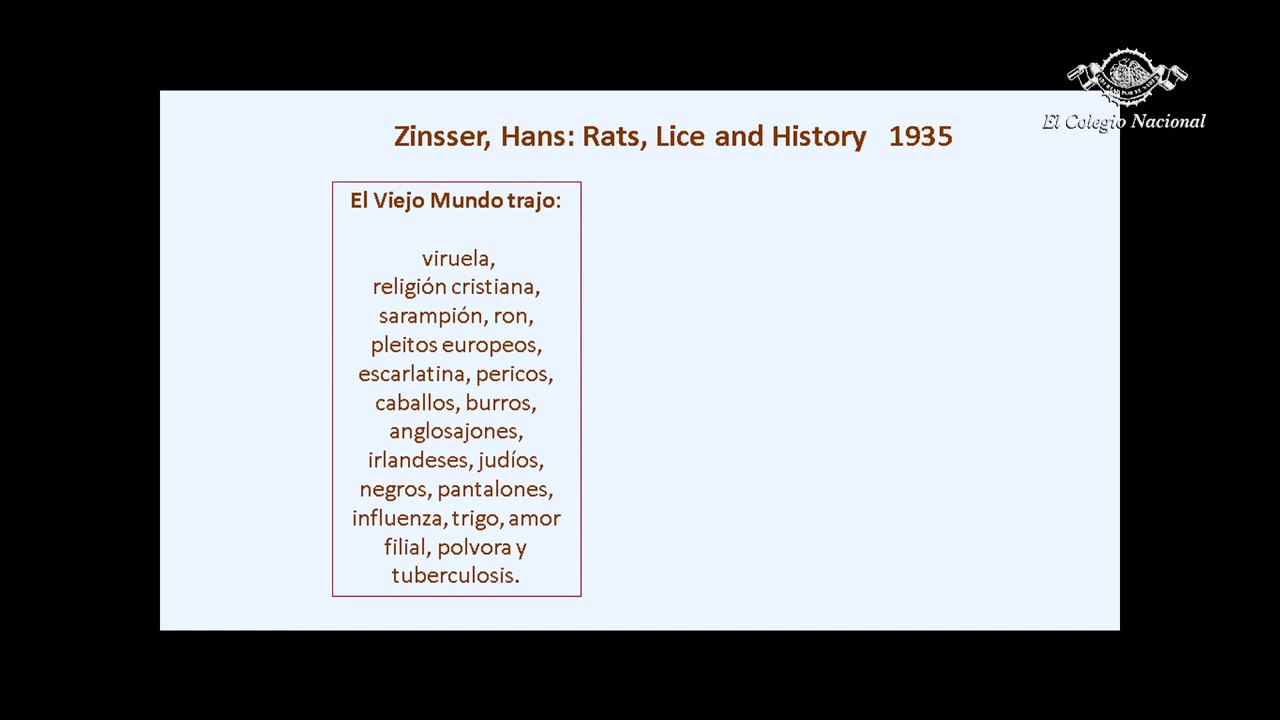 El Colegio Nacional
Zinsser, Hans: Rats, Lice and History 1935
El Viejo Mundo trajo:
viruela,
religión cristiana,
sarampión, ron,
pleitos europeos,
escarlatina, pericos,
caballos, burros,
anglosajones,
irlandeses, judíos,
negros, pantalones,
influenza, trigo, amor
filial, polvora y
tuberculosis.